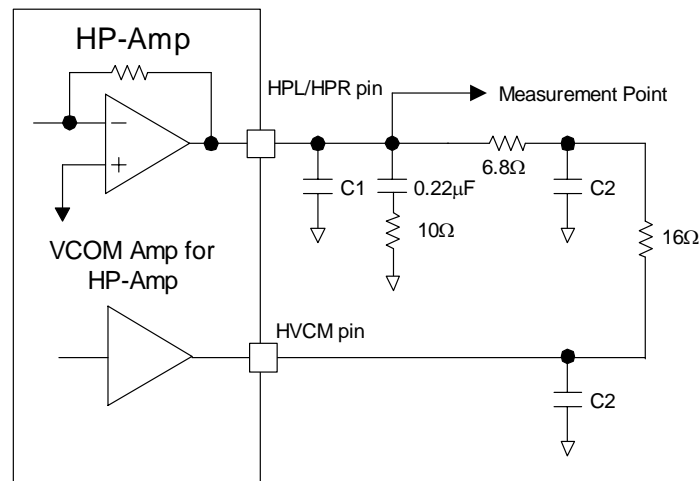 HP-Amp
HPL/HPR pin
Measurement Point
−
+
C1
0.22μF
10Ω
6.8Ω
C2
16Ω
VCOM Amp for
HP-Amp
HVCM pin
C2